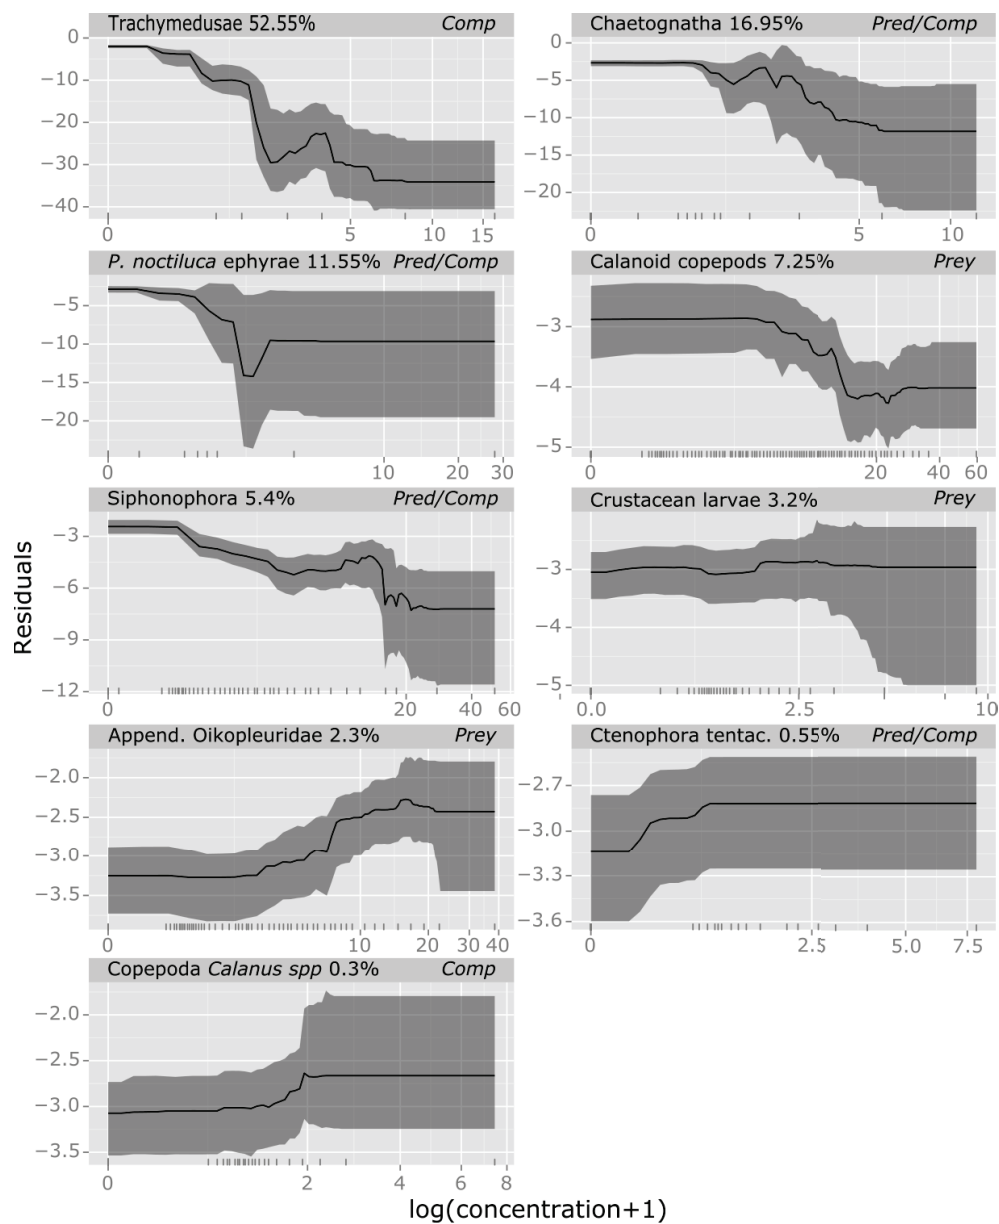 Trachymedusae 52.55% Comp
0
−10
−20
−30
−40
0 5 10 15
Chaetognatha 16.95% Pred/Comp
0
−5
−10
−15
−20
0 5 10
P. noctiluca ephyrae 11.55% Pred/Comp
−5
−10
−15
−20
0 10 20 30
Calanoid copepods 7.25% Prey
−3
−4
−5
0 20 40 60
Siphonophora 5.4% Pred/Comp
−3
−6
−9
−12
0 20 40 60
Crustacean larvae 3.2% Prey
−3
−4
−5
0.0 2.5 10
Residuals
Append. Oikopleuridae 2.3% Prey
−2.0
−2.5
−3.0
−3.5
0 10 20 30 40
Ctenophora tentac. 0.55% Pred/Comp
−2.7
−3.0
−3.3
−3.6
0 2.5 5.0 7.5
Copepoda Calanus spp 0.3% Comp
−2.0
−2.5
−3.0
−3.5
0 2 4 6 8
log(concentration+1)